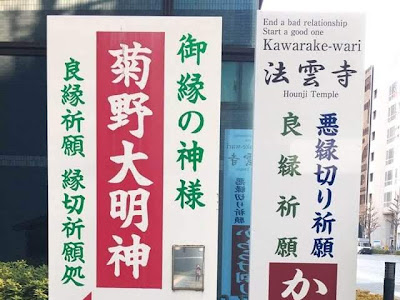 御縁の神様
菊野大明神
良縁祈願 縁切祈願処
End a bad relationship
Start a good one
Kawarake-wari
法雲寺
Hounji Temple
悪縁切り祈願
良縁祈願
か